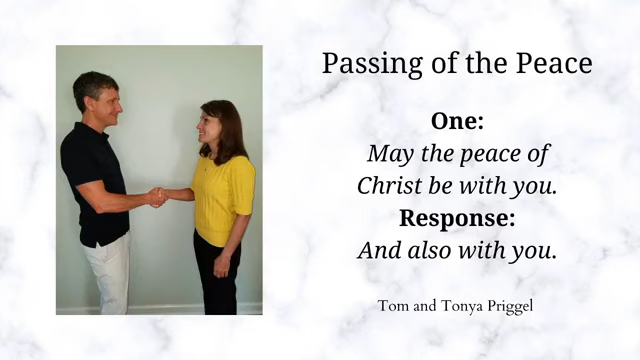 Passing of the Peace
One:
May the peace of
Christ be with you.
Response:
And also with you.
Tom and Tonya Priggel